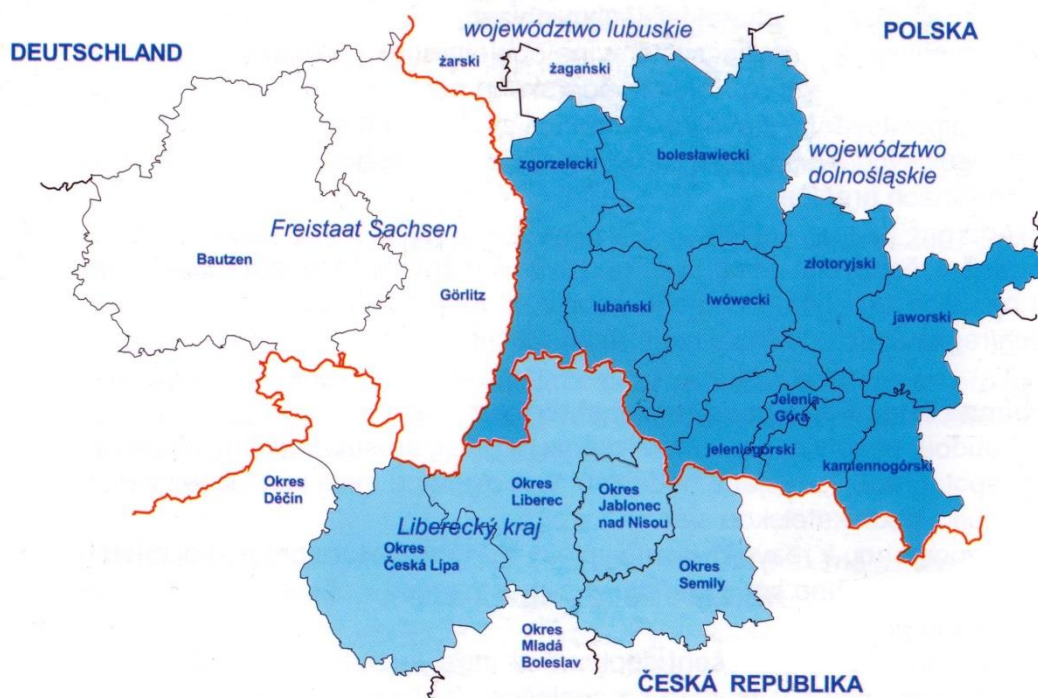 województwo lubuskie
POLSKA
DEUTSCHLAND
żarski
żagański
bolesławiecki
zgorzelecki
województwo
dolnośląskie
Freistaat Sachsen
Bautzen
złotoryjski
Görlitz
lubański
lwówecki
jaworski
Jelenia
Góra
jeleniogórski
kamiennogórski
Okres
Děčín
Okres
Liberec
Okres
Jablonec
nad Nisou
Liberecký kraj
Okres
Česká Lípa
Okres
Semily
Okres
Mladá
Boleslav
ČESKÁ REPUBLIKA